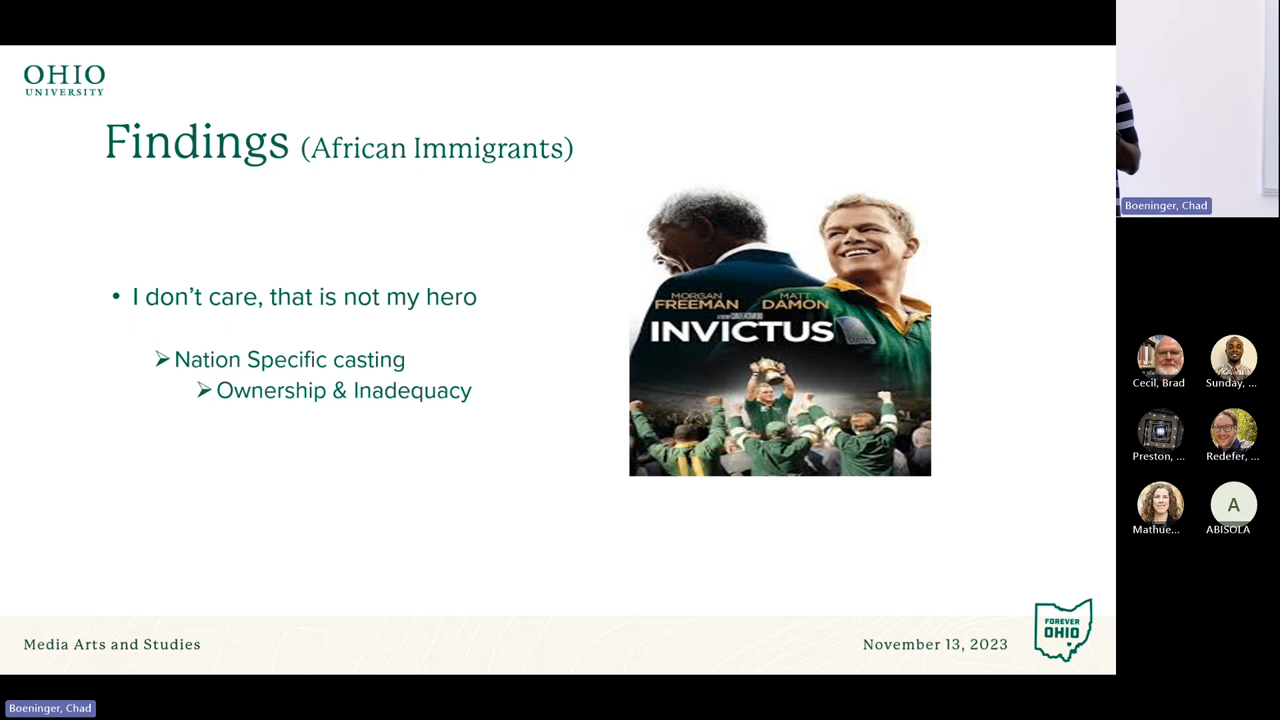 OHIO
UNIVERSITY
Findings (African Immigrants)
• I don’t care, that is not my hero
➢Nation Specific casting
➢Ownership & Inadequacy
MORGAN FREEMAN
MATT DAMON
INVICTUS
Media Arts and Studies
November 13, 2023
FOREVER
OHIO
Boeninger, Chad
Cecil, Brad
Sunday, ...
Preston, ...
Redefer, ...
Mathue...
A
ABISOLA
Boeninger, Chad